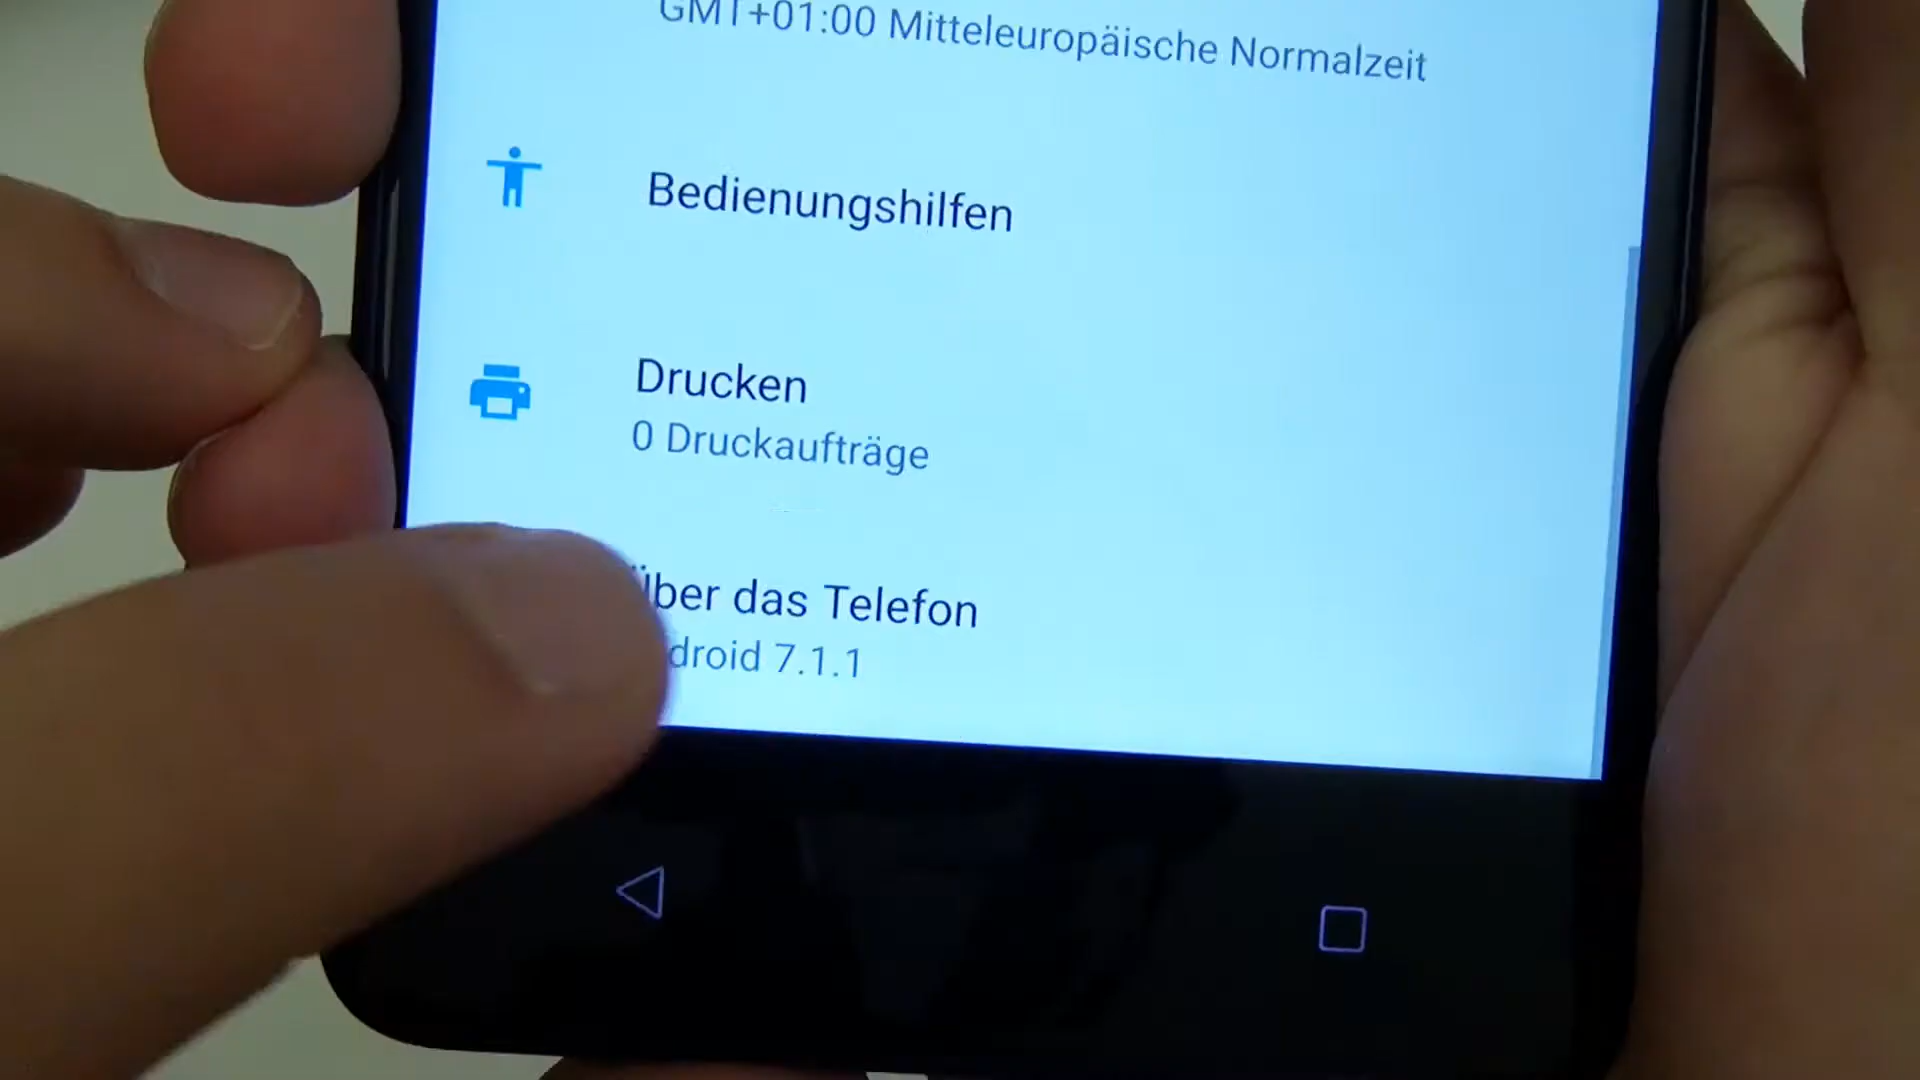 GMT+01:00 Mitteleuropäische Normalzeit
Bedienungshilfen
Drucken
0 Druckaufträge
Über das Telefon
droid 7.1.1